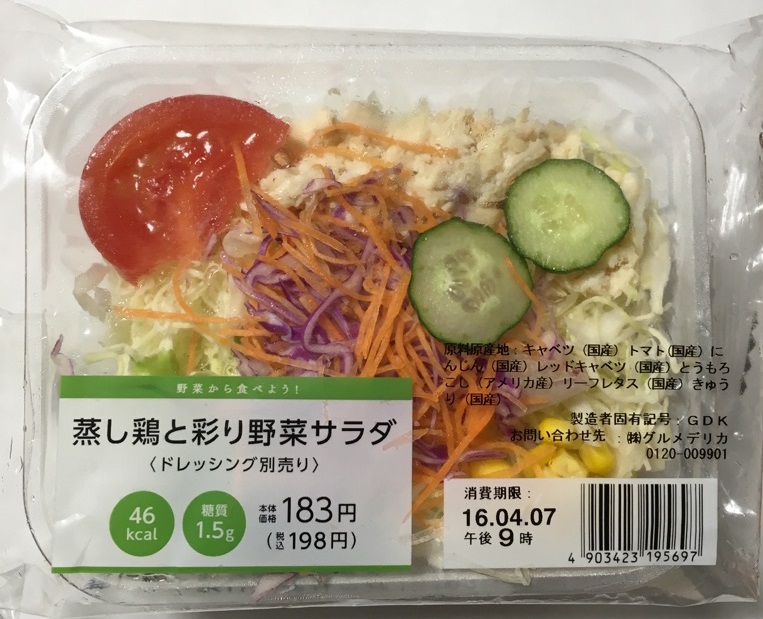 原料原産地：キャベツ（国産）トマト（国産）に
んじん（国産）レッドキャベツ（国産）とうもろ
こし（アメリカ産）リーフレタス（国産）きゅう
り（国産）
製造者固有記号：GDK
お問い合わせ先：㈱グルメデリカ
0120-009901
野菜から食べよう！
蒸し鶏と彩り野菜サラダ
〈ドレッシング別売り〉
46
kcal
糖質
1.5g
本体価格 183円
(税込 198円)
消費期限：
16.04.07
午後 9時
4 903423 195697